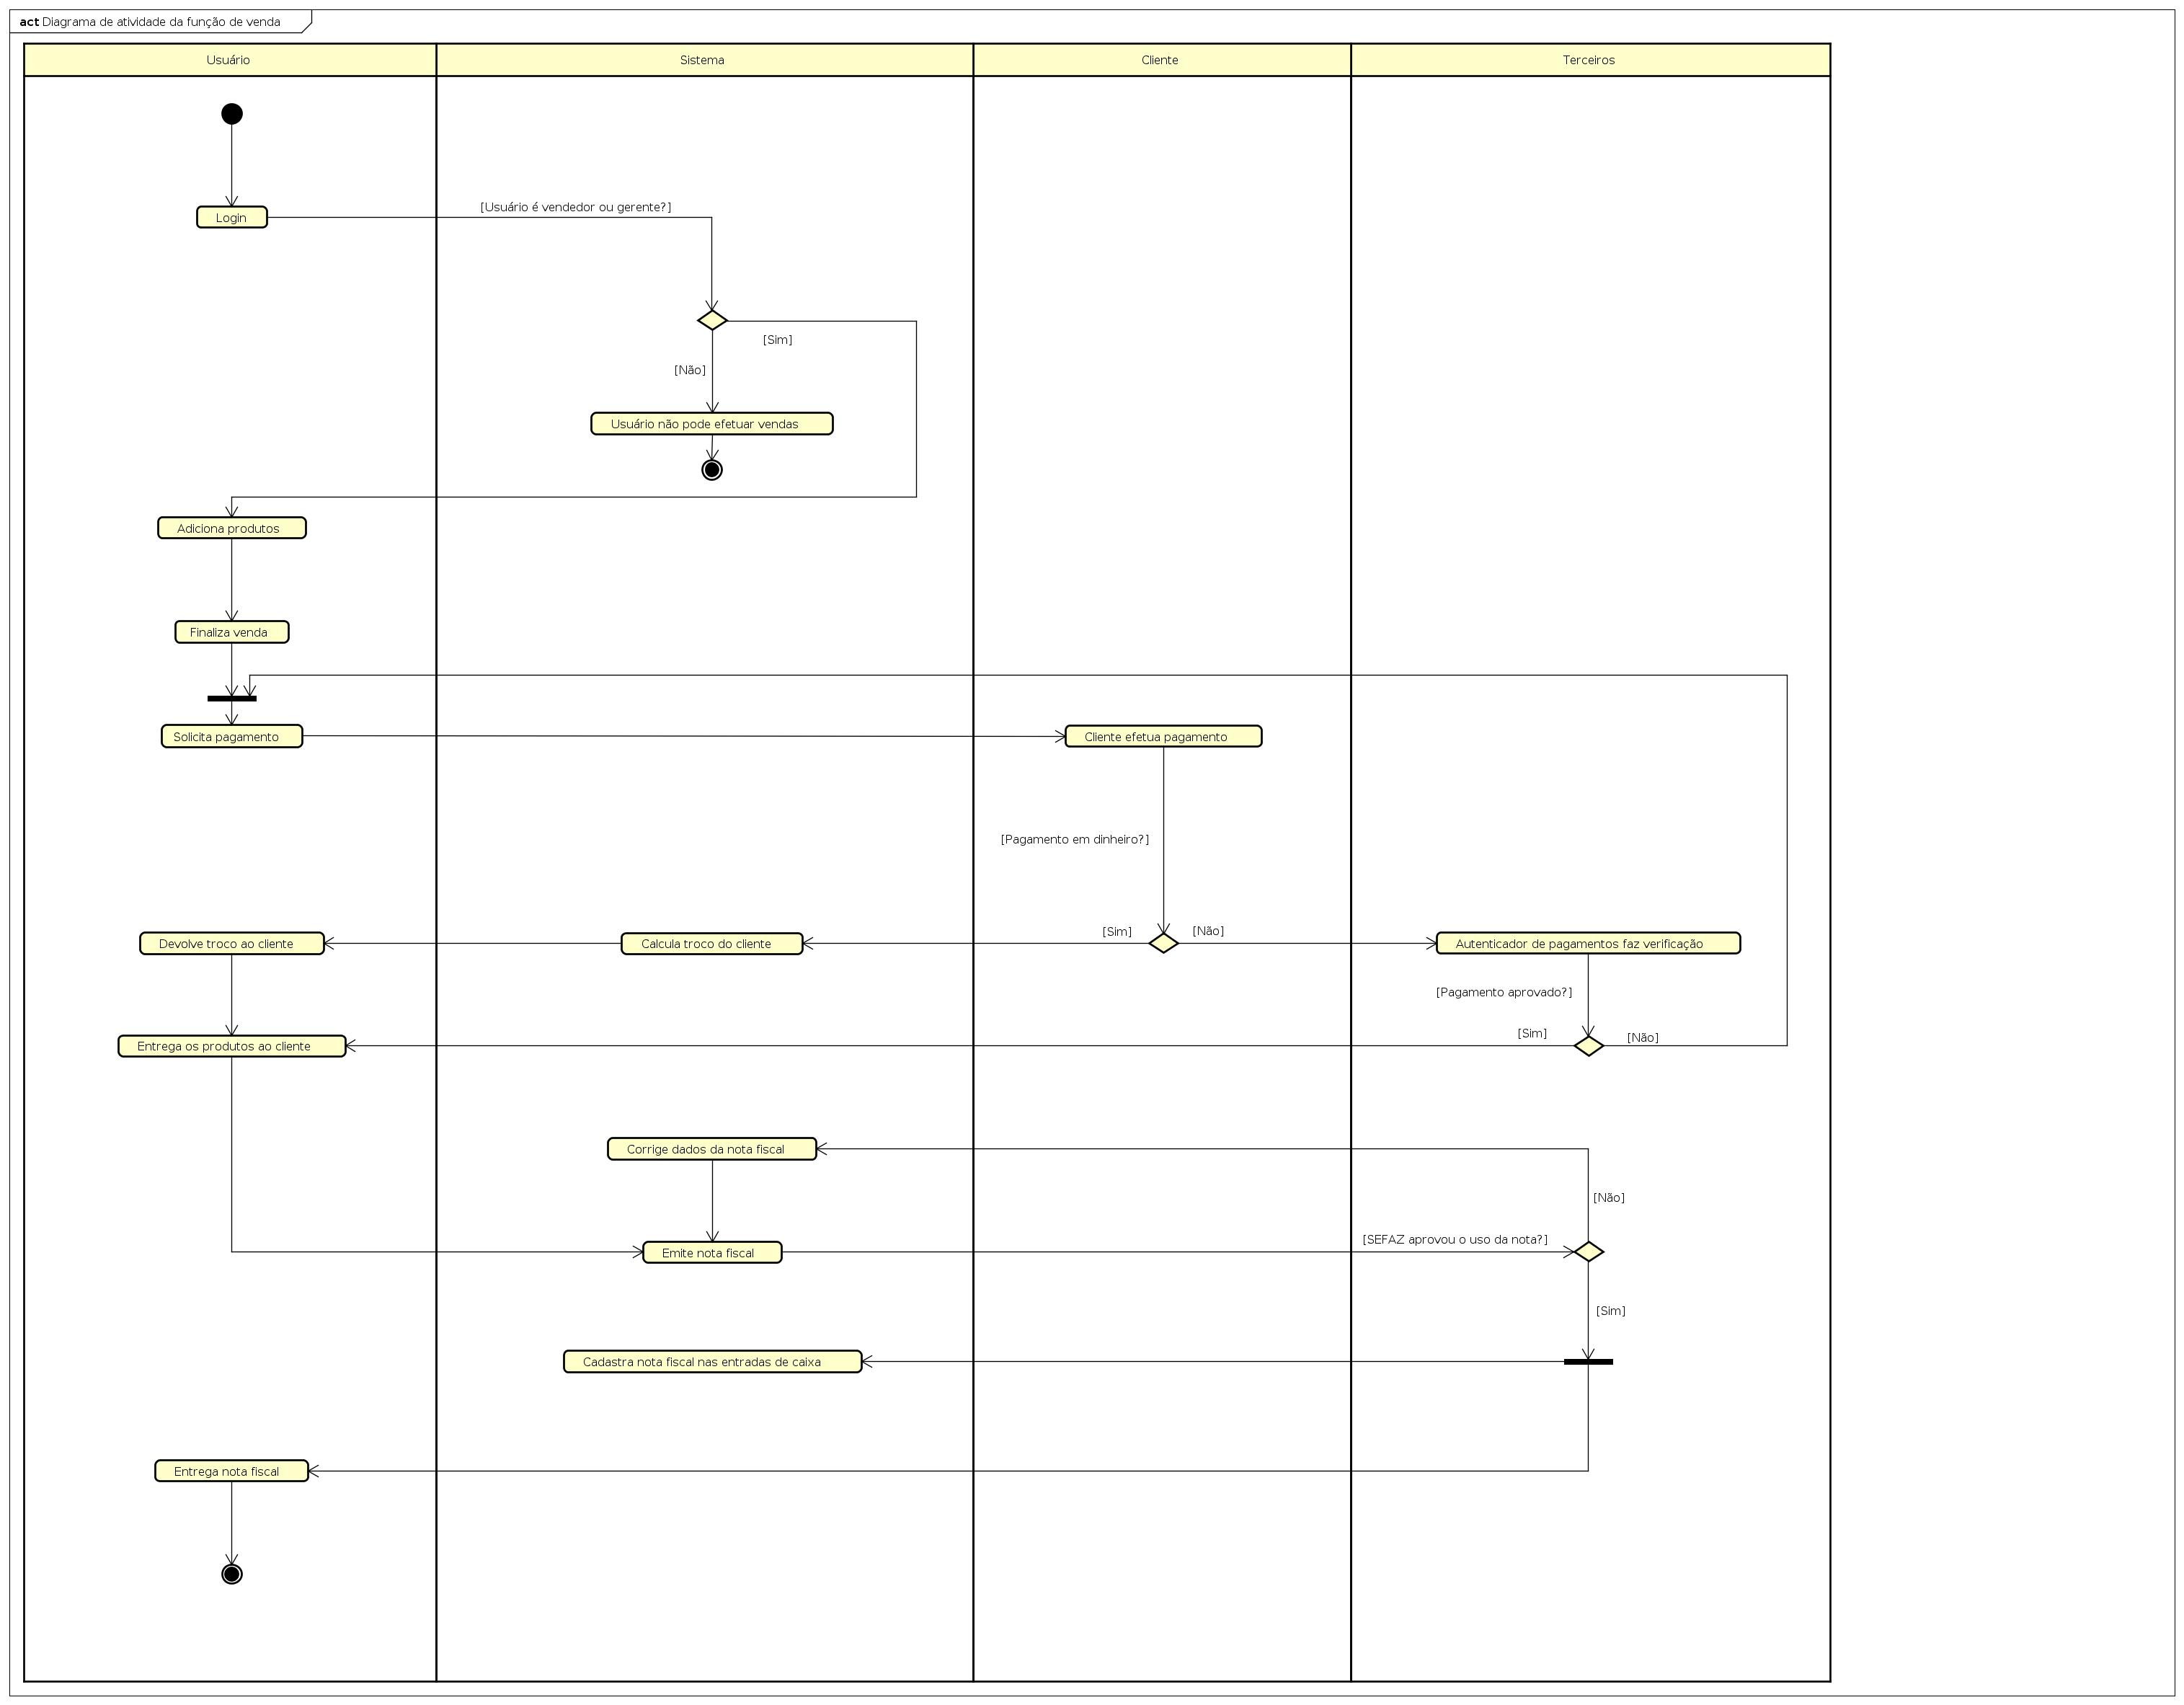 act Diagrama de atividade da função de venda
Usuário
Sistema
Cliente
Terceiros
Login
[Usuário é vendedor ou gerente?]
[Sim]
[Não]
Usuário não pode efetuar vendas
Adiciona produtos
Finaliza venda
Solicita pagamento
Cliente efetua pagamento
[Pagamento em dinheiro?]
[Sim]
[Não]
Devolve troco ao cliente
Calcula troco do cliente
Autenticador de pagamentos faz verificação
[Pagamento aprovado?]
[Sim]
[Não]
Entrega os produtos ao cliente
Corrige dados da nota fiscal
[Não]
[SEFAZ aprovou o uso da nota?]
Emite nota fiscal
[Sim]
Cadastra nota fiscal nas entradas de caixa
Entrega nota fiscal